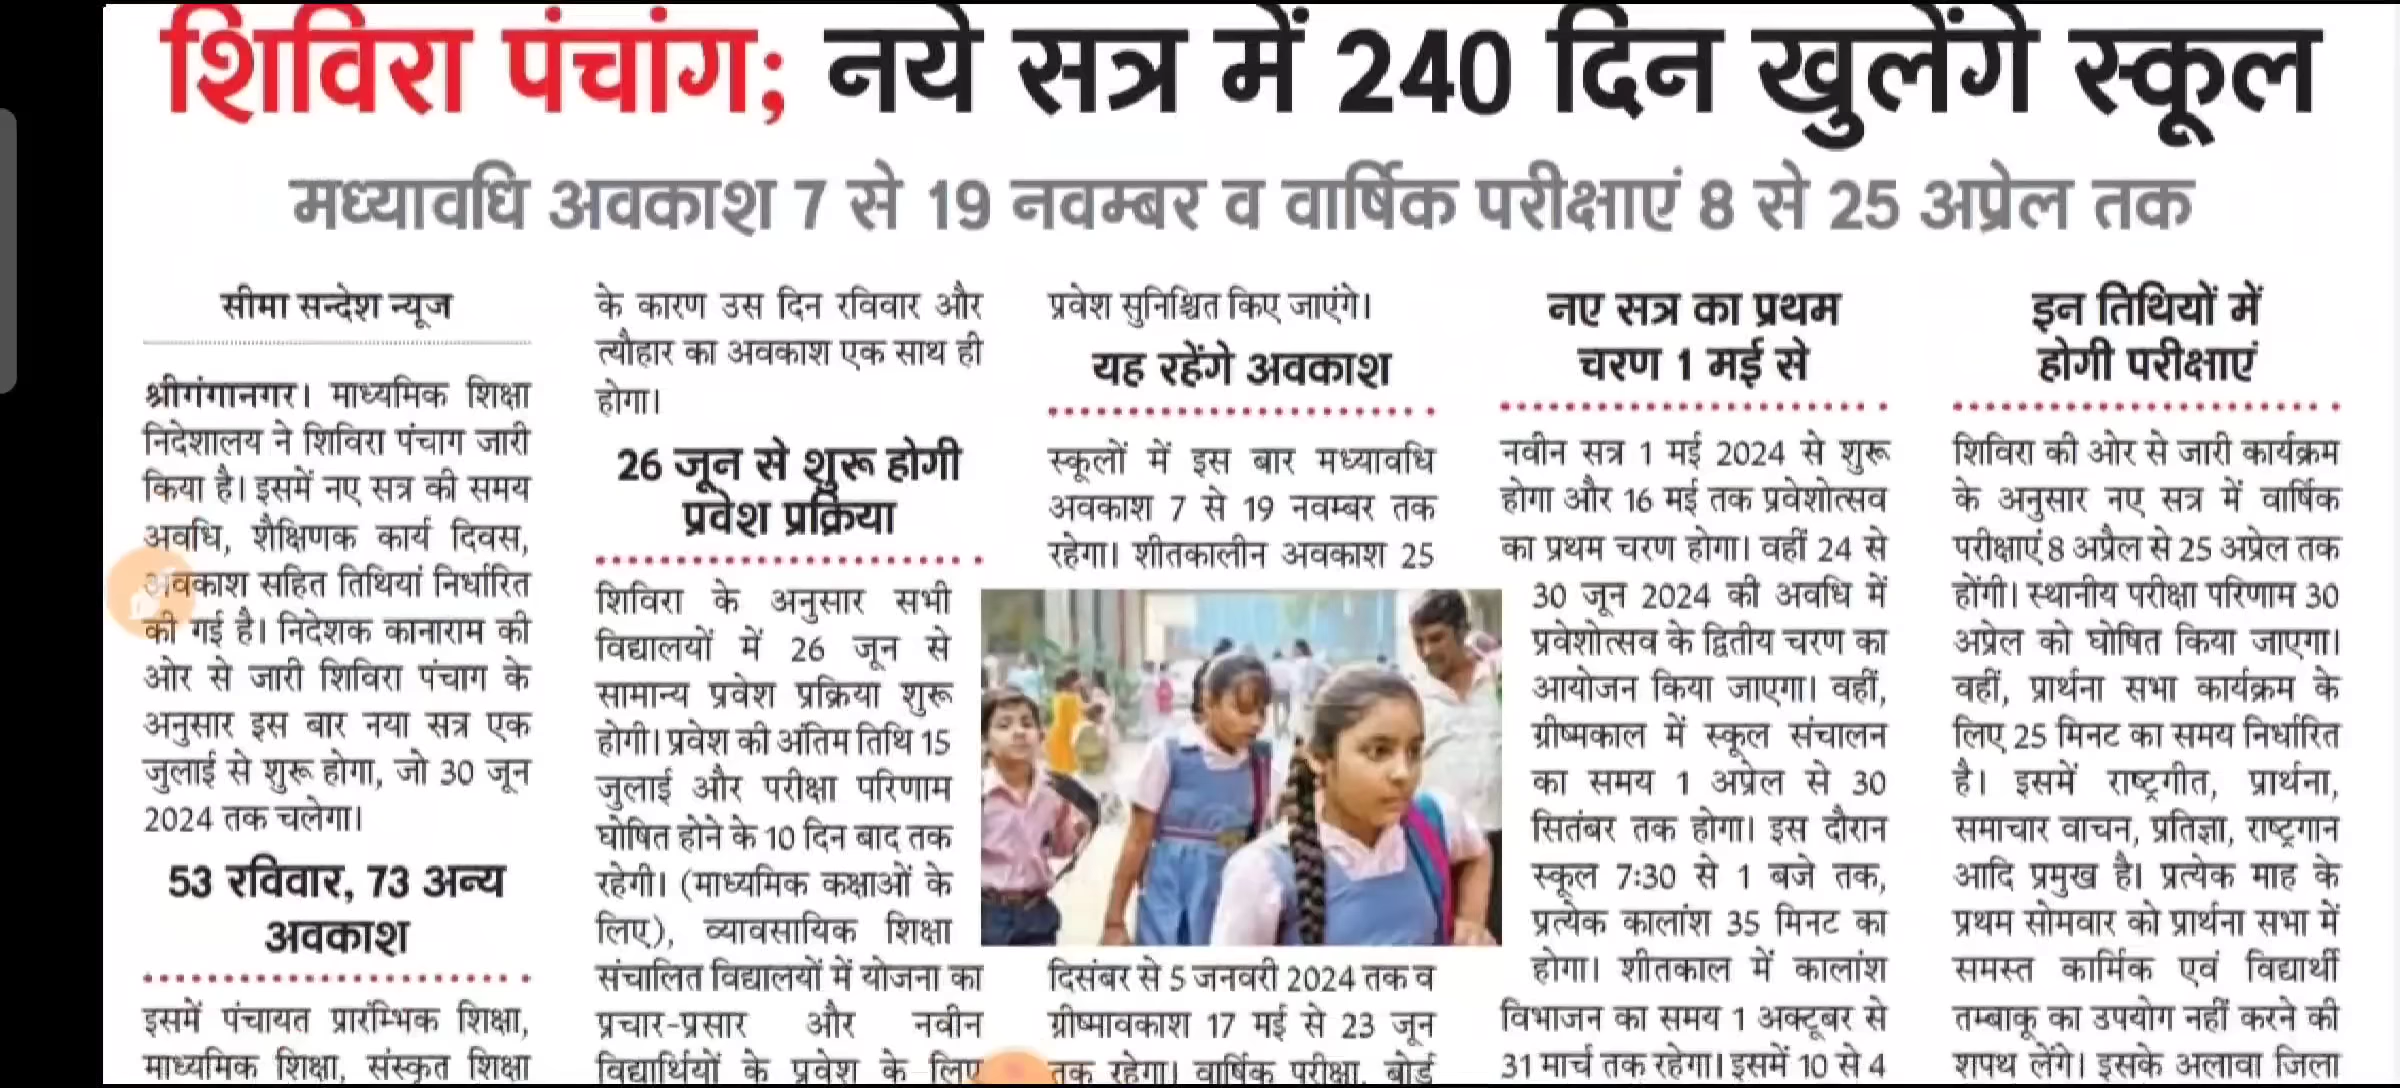 शिविरा पंचांग; नये सत्र में 240 दिन खुलेंगे स्कूल
मध्यावधि अवकाश 7 से 19 नवम्बर व वार्षिक परीक्षाएं 8 से 25 अप्रेल तक
सीमा सन्देश न्यूज
श्रीगंगानगर। माध्यमिक शिक्षा
निदेशालय ने शिविरा पंचाग जारी
किया है। इसमें नए सत्र की समय
अवधि, शैक्षिणक कार्य दिवस,
अवकाश सहित तिथियां निर्धारित
की गई है। निदेशक कानाराम की
ओर से जारी शिविरा पंचाग के
अनुसार इस बार नया सत्र एक
जुलाई से शुरू होगा, जो 30 जून
2024 तक चलेगा।
53 रविवार, 73 अन्य
अवकाश
इसमें पंचायत प्रारंम्भिक शिक्षा,
माध्यमिक शिक्षा, संस्कृत शिक्षा
के कारण उस दिन रविवार और
त्यौहार का अवकाश एक साथ ही
होगा।
26 जून से शुरू होगी
प्रवेश प्रक्रिया
शिविरा के अनुसार सभी
विद्यालयों में 26 जून से
सामान्य प्रवेश प्रक्रिया शुरू
होगी। प्रवेश की अंतिम तिथि 15
जुलाई और परीक्षा परिणाम
घोषित होने के 10 दिन बाद तक
रहेगी। (माध्यमिक कक्षाओं के
लिए), व्यावसायिक शिक्षा
संचालित विद्यालयों में योजना का
प्रचार-प्रसार और नवीन
विद्यार्थियों के प्रवेश के लिए
प्रवेश सुनिश्चित किए जाएंगे।
यह रहेंगे अवकाश
स्कूलों में इस बार मध्यावधि
अवकाश 7 से 19 नवम्बर तक
रहेगा। शीतकालीन अवकाश 25
दिसंबर से 5 जनवरी 2024 तक व
ग्रीष्मावकाश 17 मई से 23 जून
तक रहेगा। वार्षिक परीक्षा, बोर्ड
नए सत्र का प्रथम
चरण 1 मई से
नवीन सत्र 1 मई 2024 से शुरू
होगा और 16 मई तक प्रवेशोत्सव
का प्रथम चरण होगा। वहीं 24 से
30 जून 2024 की अवधि में
प्रवेशोत्सव के द्वितीय चरण का
आयोजन किया जाएगा। वहीं,
ग्रीष्मकाल में स्कूल संचालन
का समय 1 अप्रेल से 30
सितंबर तक होगा। इस दौरान
स्कूल 7:30 से 1 बजे तक,
प्रत्येक कालांश 35 मिनट का
होगा। शीतकाल में कालांश
विभाजन का समय 1 अक्टूबर से
31 मार्च तक रहेगा। इसमें 10 से 4
इन तिथियों में
होगी परीक्षाएं
शिविरा की ओर से जारी कार्यक्रम
के अनुसार नए सत्र में वार्षिक
परीक्षाएं 8 अप्रैल से 25 अप्रेल तक
होंगी। स्थानीय परीक्षा परिणाम 30
अप्रेल को घोषित किया जाएगा।
वहीं, प्रार्थना सभा कार्यक्रम के
लिए 25 मिनट का समय निर्धारित
है। इसमें राष्ट्रगीत, प्रार्थना,
समाचार वाचन, प्रतिज्ञा, राष्ट्रगान
आदि प्रमुख है। प्रत्येक माह के
प्रथम सोमवार को प्रार्थना सभा में
समस्त कार्मिक एवं विद्यार्थी
तम्बाकू का उपयोग नहीं करने की
शपथ लेंगे। इसके अलावा जिला